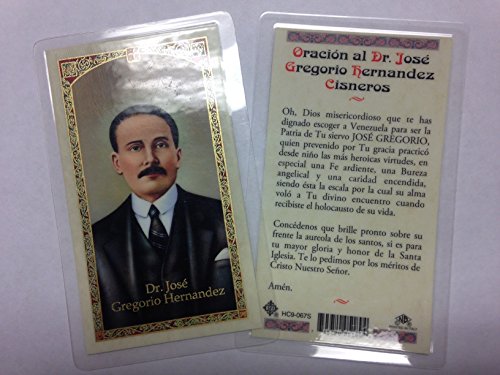 Dr. José
Gregorio Hernandez
Oración al Dr. José
Gregorio Hernandez
Cisneros
Oh, Dios misericordioso que te has
dignado escoger a Venezuela para ser la
Patria de Tu siervo JOSÉ GREGORIO,
quien prevenido por Tu gracia practicó
desde niño las más heroicas virtudes, en
especial una Fe ardiente, una Bureza
angelical y una caridad encendida,
siendo ésta la escala por la cual su alma
voló a Tu divino encuentro cuando
recibiste el holocausto de su vida.
Concédenos que brille pronto sobre su
frente la aureola de los santos, si es para
tu mayor gloria y honor de la Santa
Iglesia. Te lo pedimos por los méritos de
Cristo Nuestro Señor.
Amén.
HC9-067S